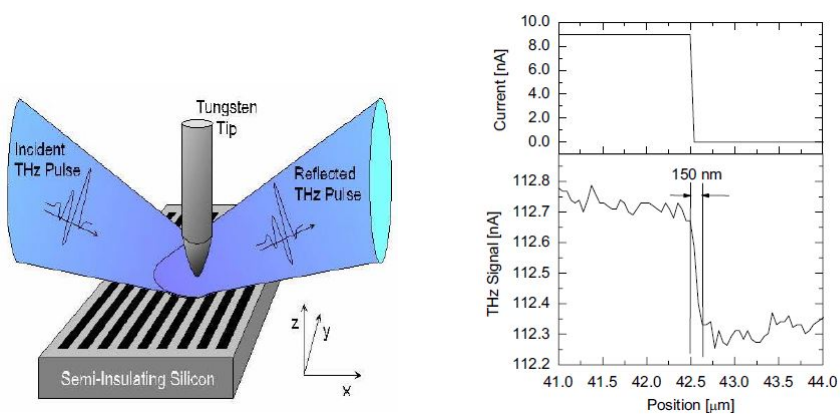 Tungsten
Tip
Incident
THz Pulse
Reflected
THz Pulse
z
y
x
Semi-Insulating Silicon
Current [nA]
10.0
8.0
6.0
4.0
2.0
0.0
150 nm
THz Signal [nA]
112.8
112.7
112.6
112.5
112.4
112.3
112.2
41.0 41.5 42.0 42.5 43.0 43.5 44.0
Position [µm]